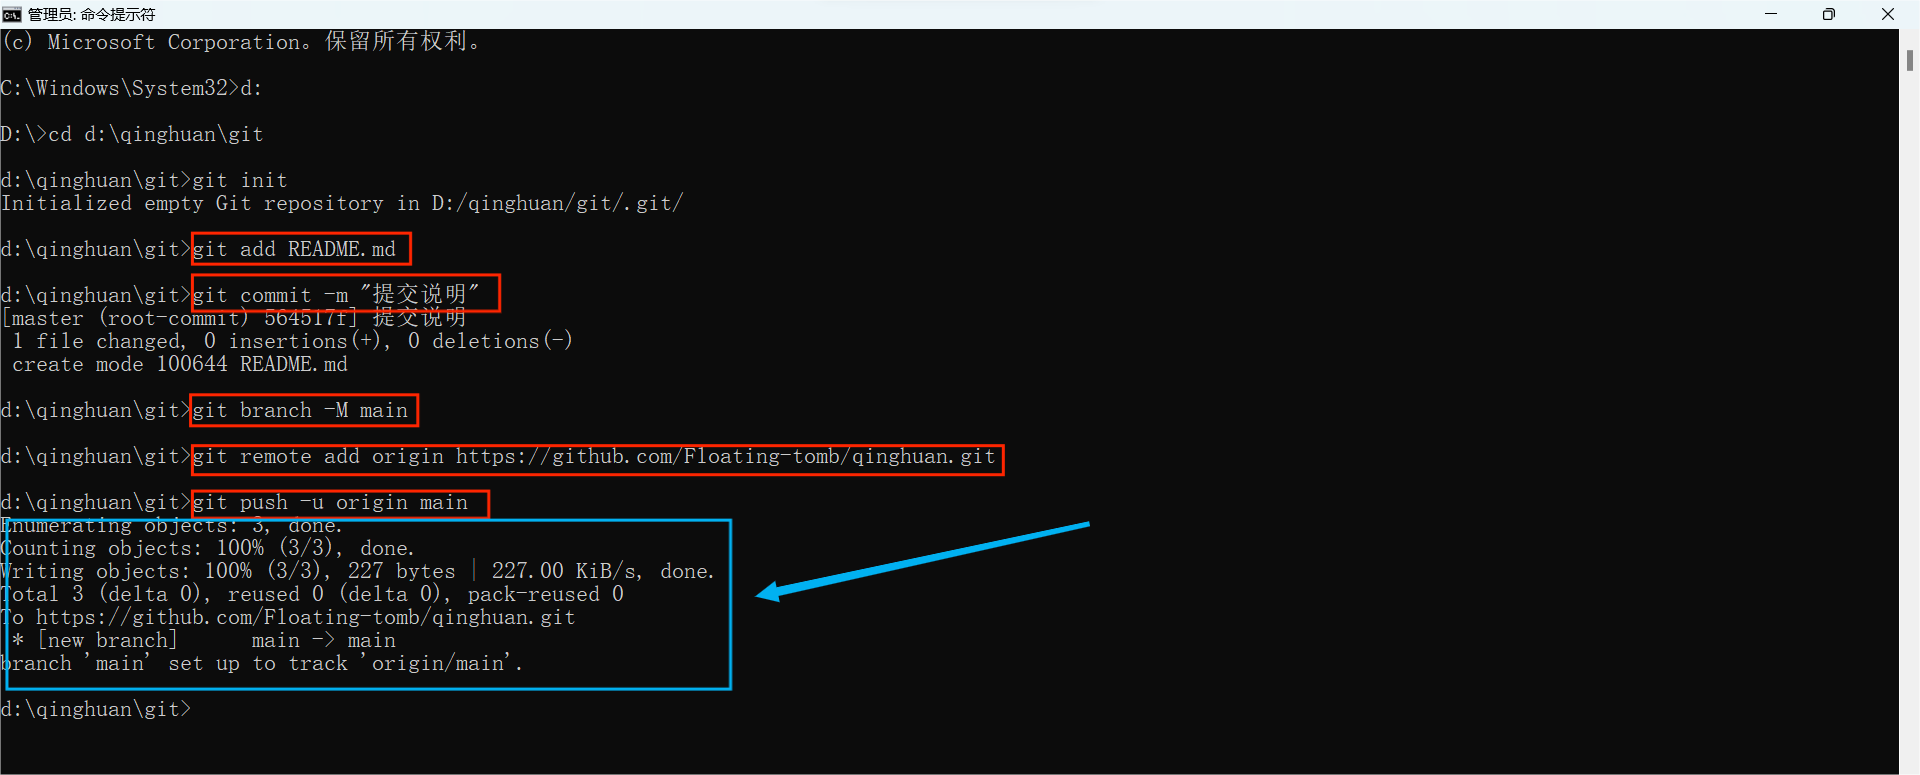 管理员: 命令提示符
(c) Microsoft Corporation。保留所有权利。
C:\Windows\System32>d:
D:\>cd d:\qinghuan\git
d:\qinghuan\git>git init
Initialized empty Git repository in D:/qinghuan/git/.git/
d:\qinghuan\git>git add README.md
d:\qinghuan\git>git commit -m "提交说明"
[master (root-commit) 564517f] 提交说明
 1 file changed, 0 insertions(+), 0 deletions(-)
 create mode 100644 README.md
d:\qinghuan\git>git branch -M main
d:\qinghuan\git>git remote add origin https://github.com/Floating-tomb/qinghuan.git
d:\qinghuan\git>git push -u origin main
Enumerating objects: 3, done.
Counting objects: 100% (3/3), done.
Writing objects: 100% (3/3), 227 bytes | 227.00 KiB/s, done.
Total 3 (delta 0), reused 0 (delta 0), pack-reused 0
To https://github.com/Floating-tomb/qinghuan.git
 * [new branch]      main -> main
branch 'main' set up to track 'origin/main'.
d:\qinghuan\git>